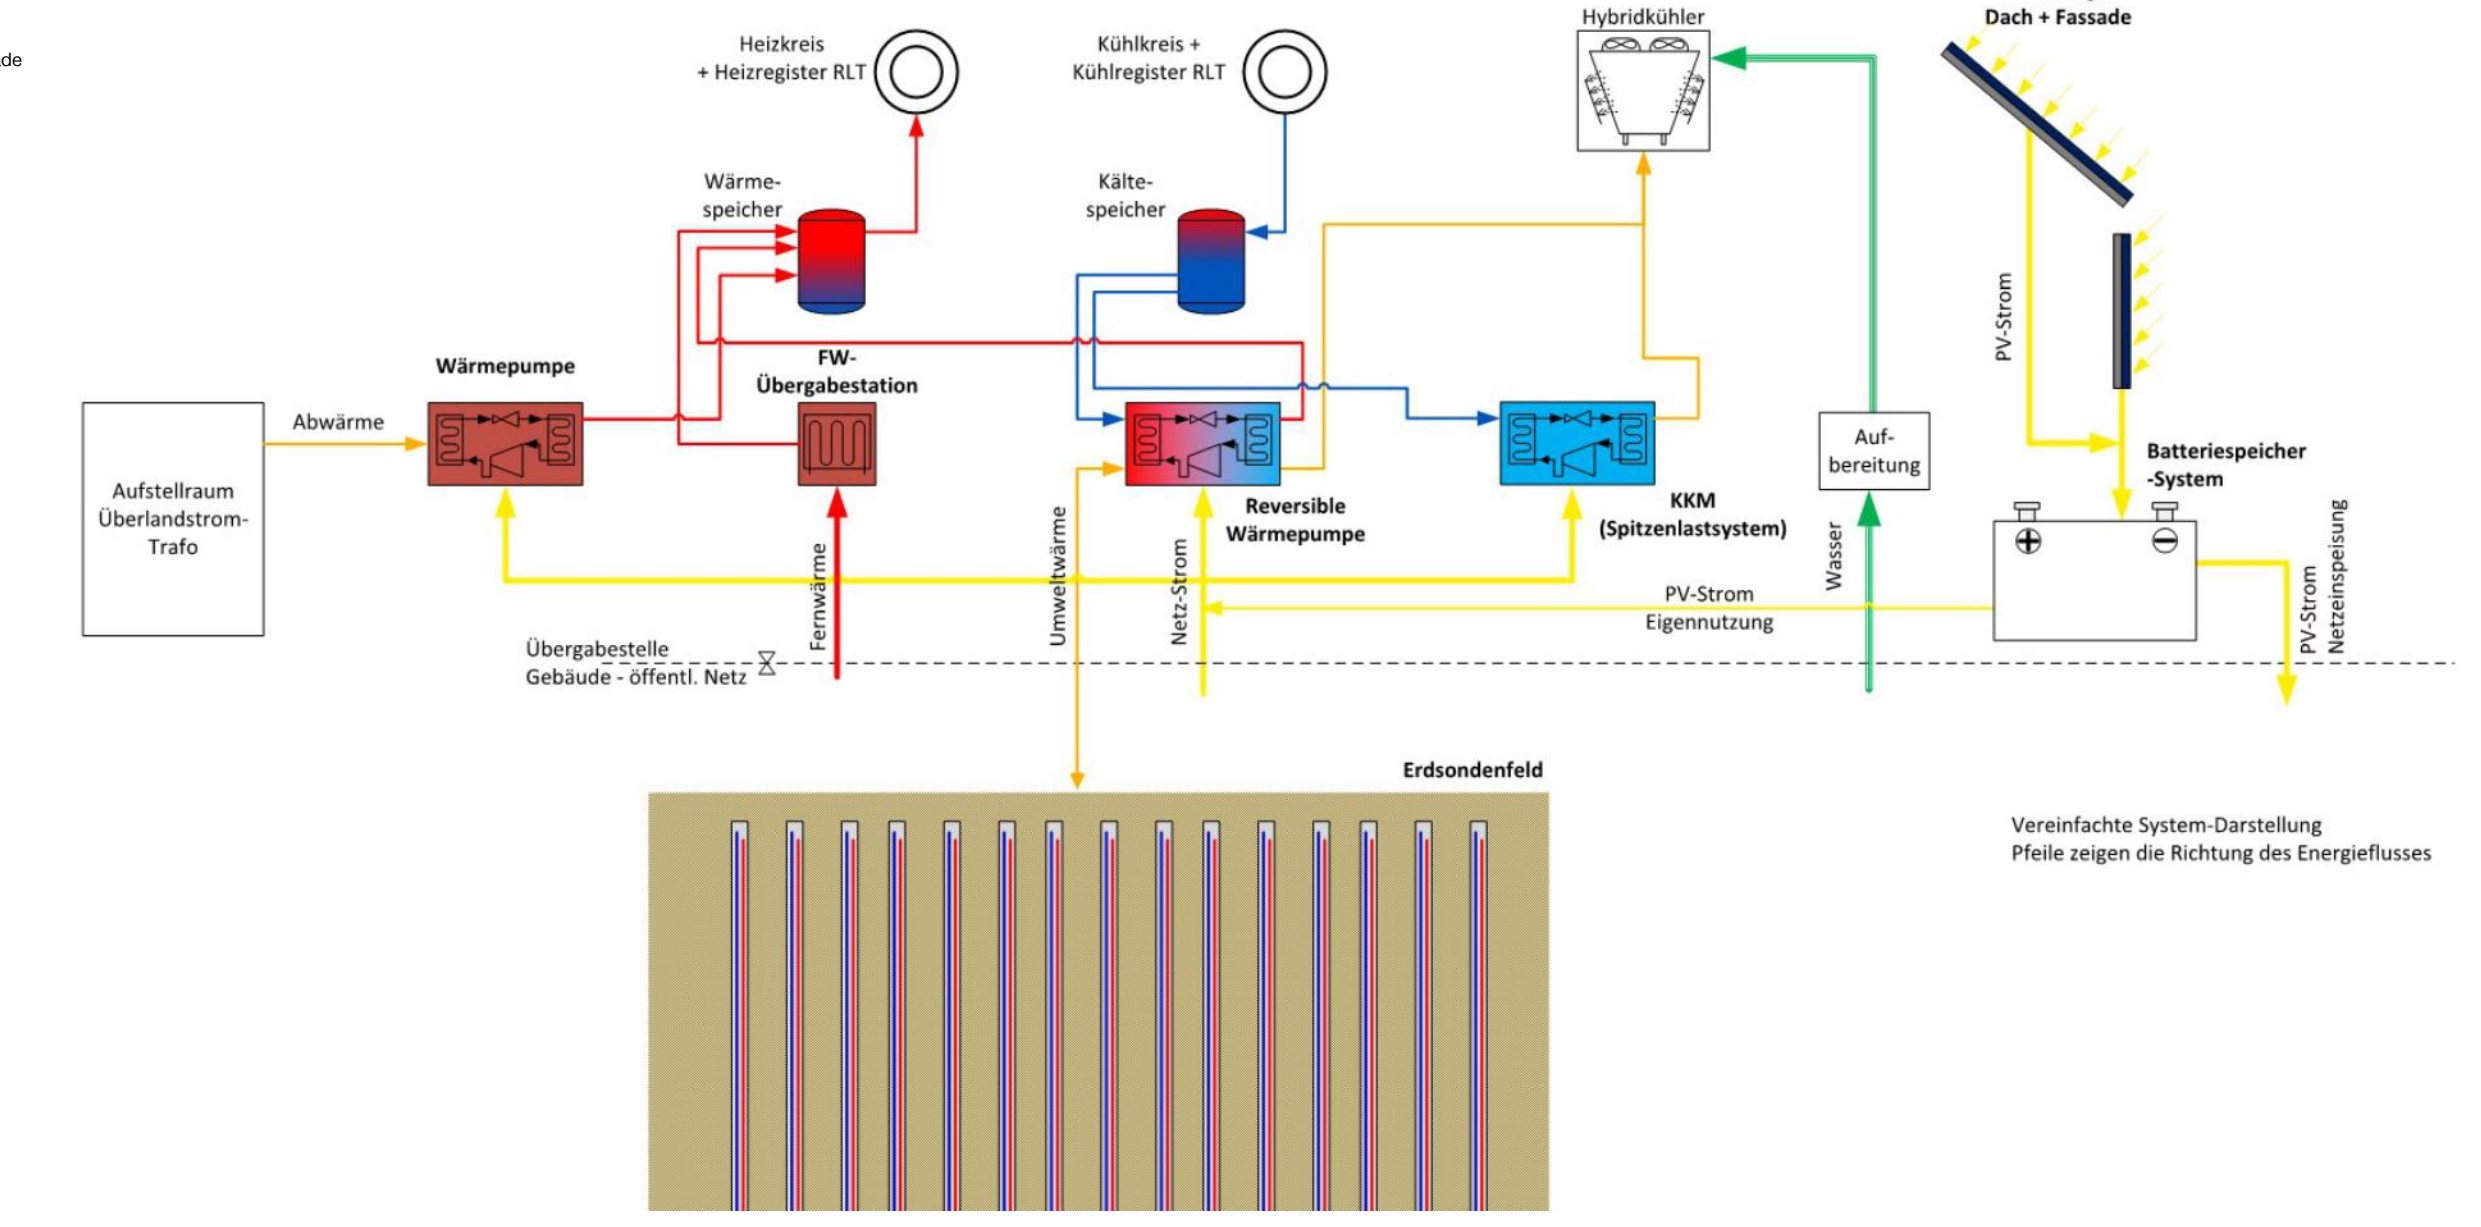 Hybridkühler
Dach + Fassade
Heizkreis
+ Heizregister RLT
Kühlkreis +
Kühlregister RLT
de
Wärme-
speicher
Kälte-
speicher
PV-Strom
Wärmepumpe
FW-
Übergabestation
Abwärme
Auf-
bereitung
Batteriespeicher
-System
Aufstellraum
Überlandstrom-
Trafo
Reversible
Wärmepumpe
KKM
(Spitzenlastsystem)
Fernwärme
Umweltwärme
Netz-Strom
Wasser
PV-Strom
Eigennutzung
PV-Strom
Netzeinspeisung
Übergabestelle
Gebäude - öffentl. Netz
Erdsondenfeld
Vereinfachte System-Darstellung
Pfeile zeigen die Richtung des Energieflusses